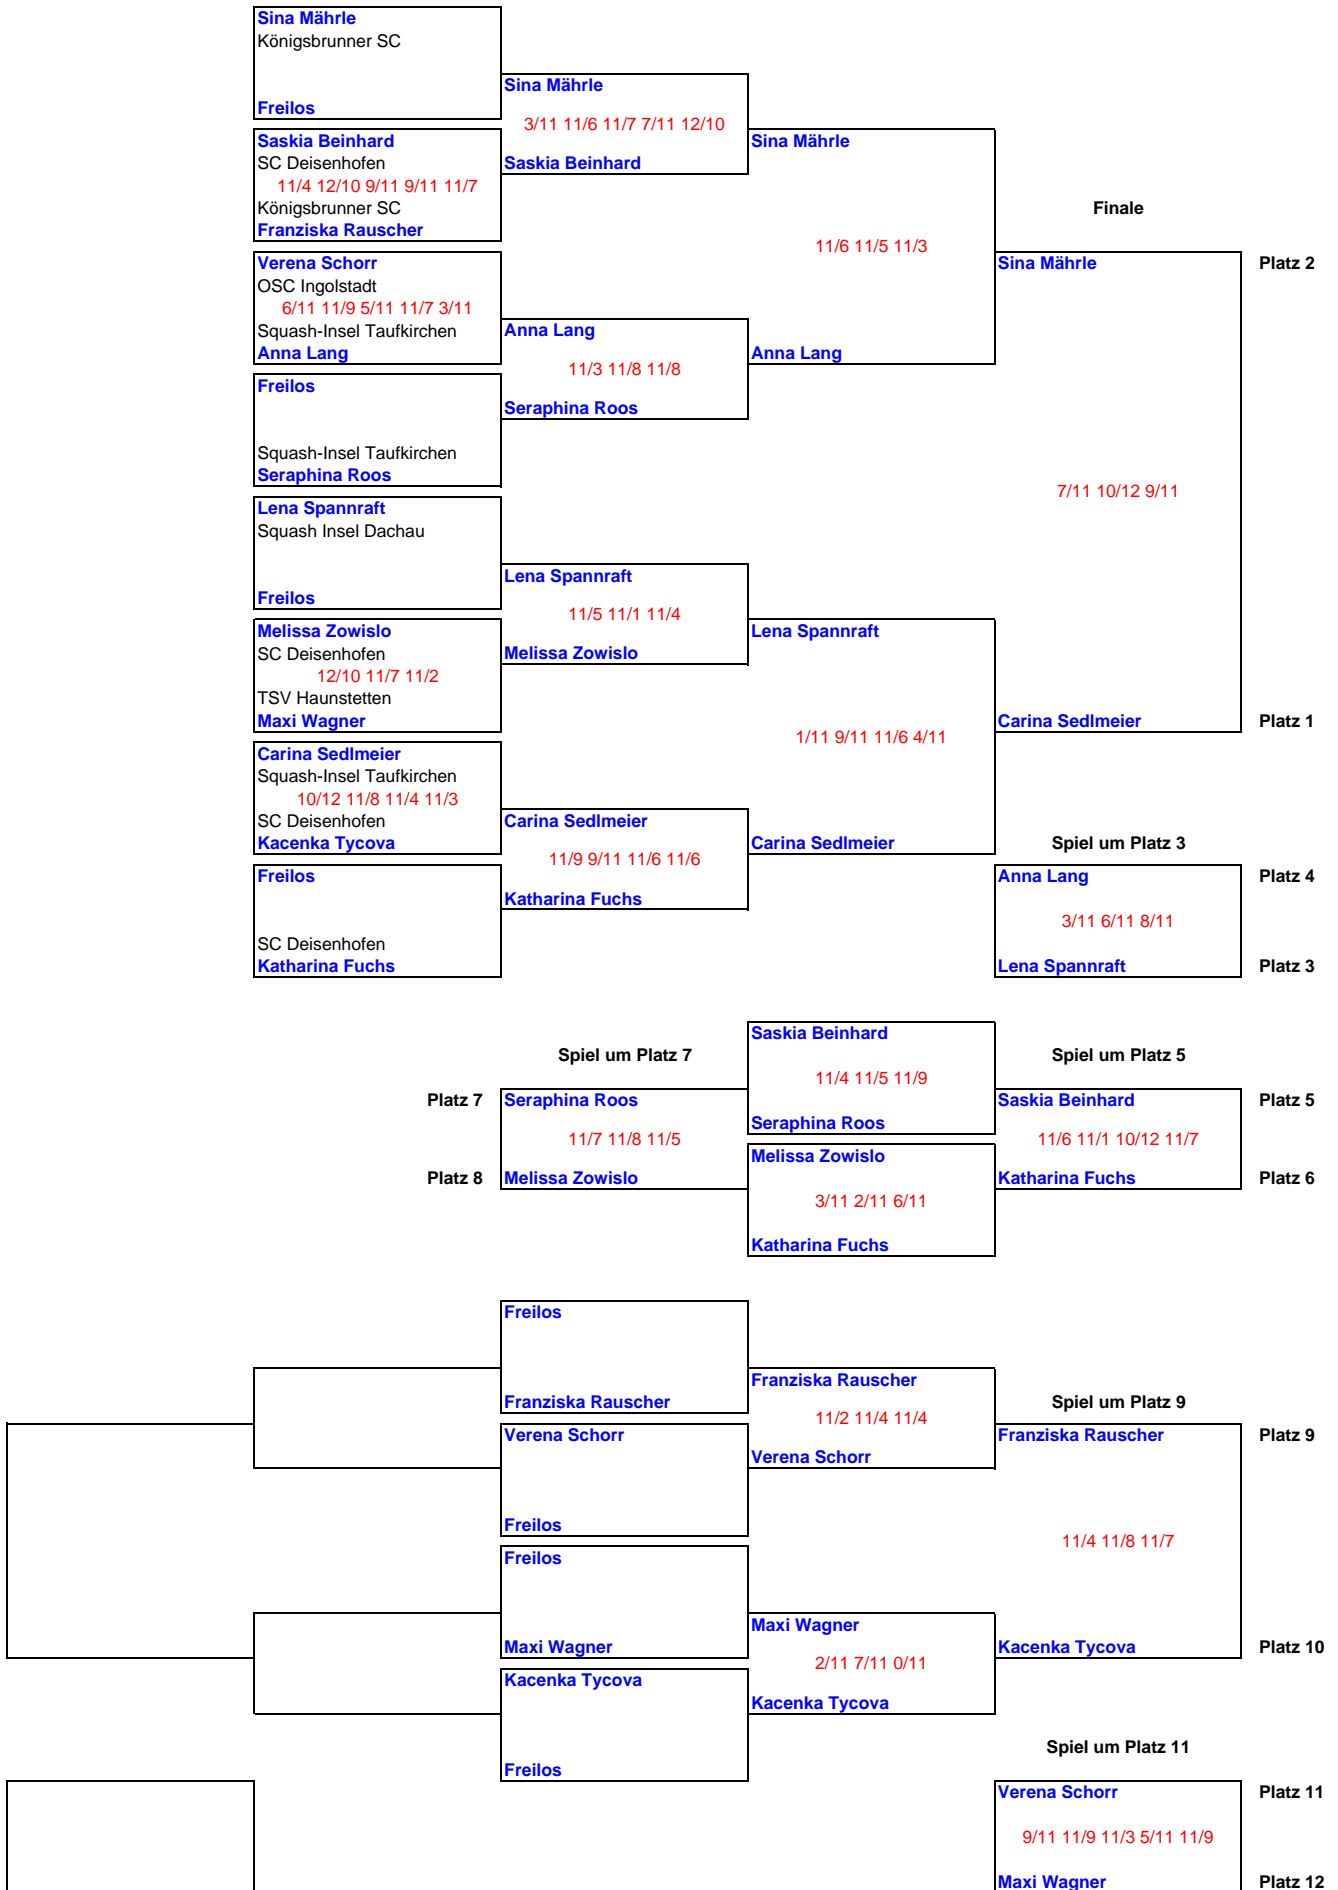 Sina Mährle
Königsbrunner SC
Freilos
Saskia Beinhard
SC Deisenhofen
11/4 12/10 9/11 9/11 11/7
Königsbrunner SC
Franziska Rauscher
Verena Schorr
OSC Ingolstadt
6/11 11/9 5/11 11/7 3/11
Squash-Insel Taufkirchen
Anna Lang
Freilos
Squash-Insel Taufkirchen
Seraphina Roos
Lena Spannraft
Squash Insel Dachau
Freilos
Melissa Zowislo
SC Deisenhofen
12/10 11/7 11/2
TSV Haunstetten
Maxi Wagner
Carina Sedlmeier
Squash-Insel Taufkirchen
10/12 11/8 11/4 11/3
SC Deisenhofen
Kacenka Tycova
Freilos
SC Deisenhofen
Katharina Fuchs
Sina Mährle
3/11 11/6 11/7 7/11 12/10
Saskia Beinhard
Anna Lang
11/3 11/8 11/8
Seraphina Roos
Lena Spannraft
11/5 11/1 11/4
Melissa Zowislo
Carina Sedlmeier
11/9 9/11 11/6 11/6
Katharina Fuchs
Sina Mährle
11/6 11/5 11/3
Anna Lang
Lena Spannraft
1/11 9/11 11/6 4/11
Carina Sedlmeier
Finale
Sina Mährle
Platz 2
7/11 10/12 9/11
Carina Sedlmeier
Platz 1
Spiel um Platz 3
Anna Lang
Platz 4
3/11 6/11 8/11
Lena Spannraft
Platz 3
Spiel um Platz 7
Platz 7
Seraphina Roos
11/7 11/8 11/5
Platz 8
Melissa Zowislo
Saskia Beinhard
11/4 11/5 11/9
Seraphina Roos
Melissa Zowislo
3/11 2/11 6/11
Katharina Fuchs
Spiel um Platz 5
Saskia Beinhard
Platz 5
11/6 11/1 10/12 11/7
Katharina Fuchs
Platz 6
Freilos
Franziska Rauscher
Verena Schorr
Freilos
Freilos
Maxi Wagner
Kacenka Tycova
Freilos
Franziska Rauscher
11/2 11/4 11/4
Verena Schorr
Maxi Wagner
2/11 7/11 0/11
Kacenka Tycova
Spiel um Platz 9
Franziska Rauscher
Platz 9
11/4 11/8 11/7
Kacenka Tycova
Platz 10
Spiel um Platz 11
Verena Schorr
Platz 11
9/11 11/9 11/3 5/11 11/9
Maxi Wagner
Platz 12